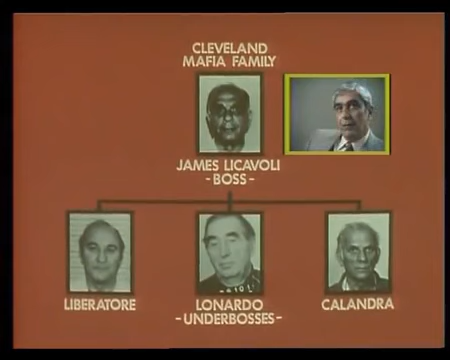 CLEVELAND
MAFIA FAMILY
JAMES LICAVOLI
-BOSS-
LIBERATORE
LONARDO
CALANDRA
-UNDERBOSSES-